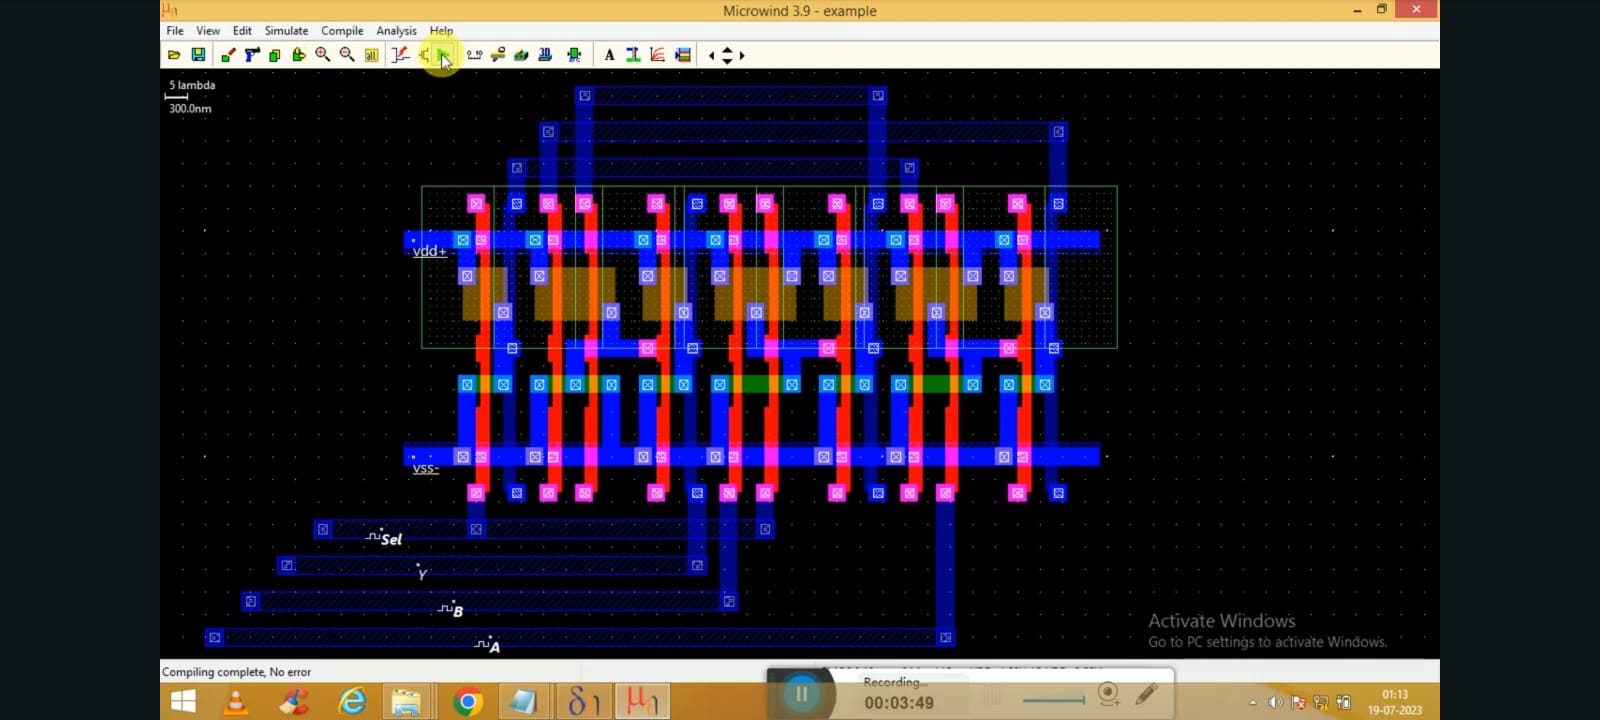 Microwind 3.9 - example
File View Edit Simulate Compile Analysis Help
5 lambda
300.0nm
vdd+
vss-
Sel
Y
B
A
Activate Windows
Go to PC settings to activate Windows.
Compiling complete, No error
Recording...
00:03:49
01:13
19-07-2023